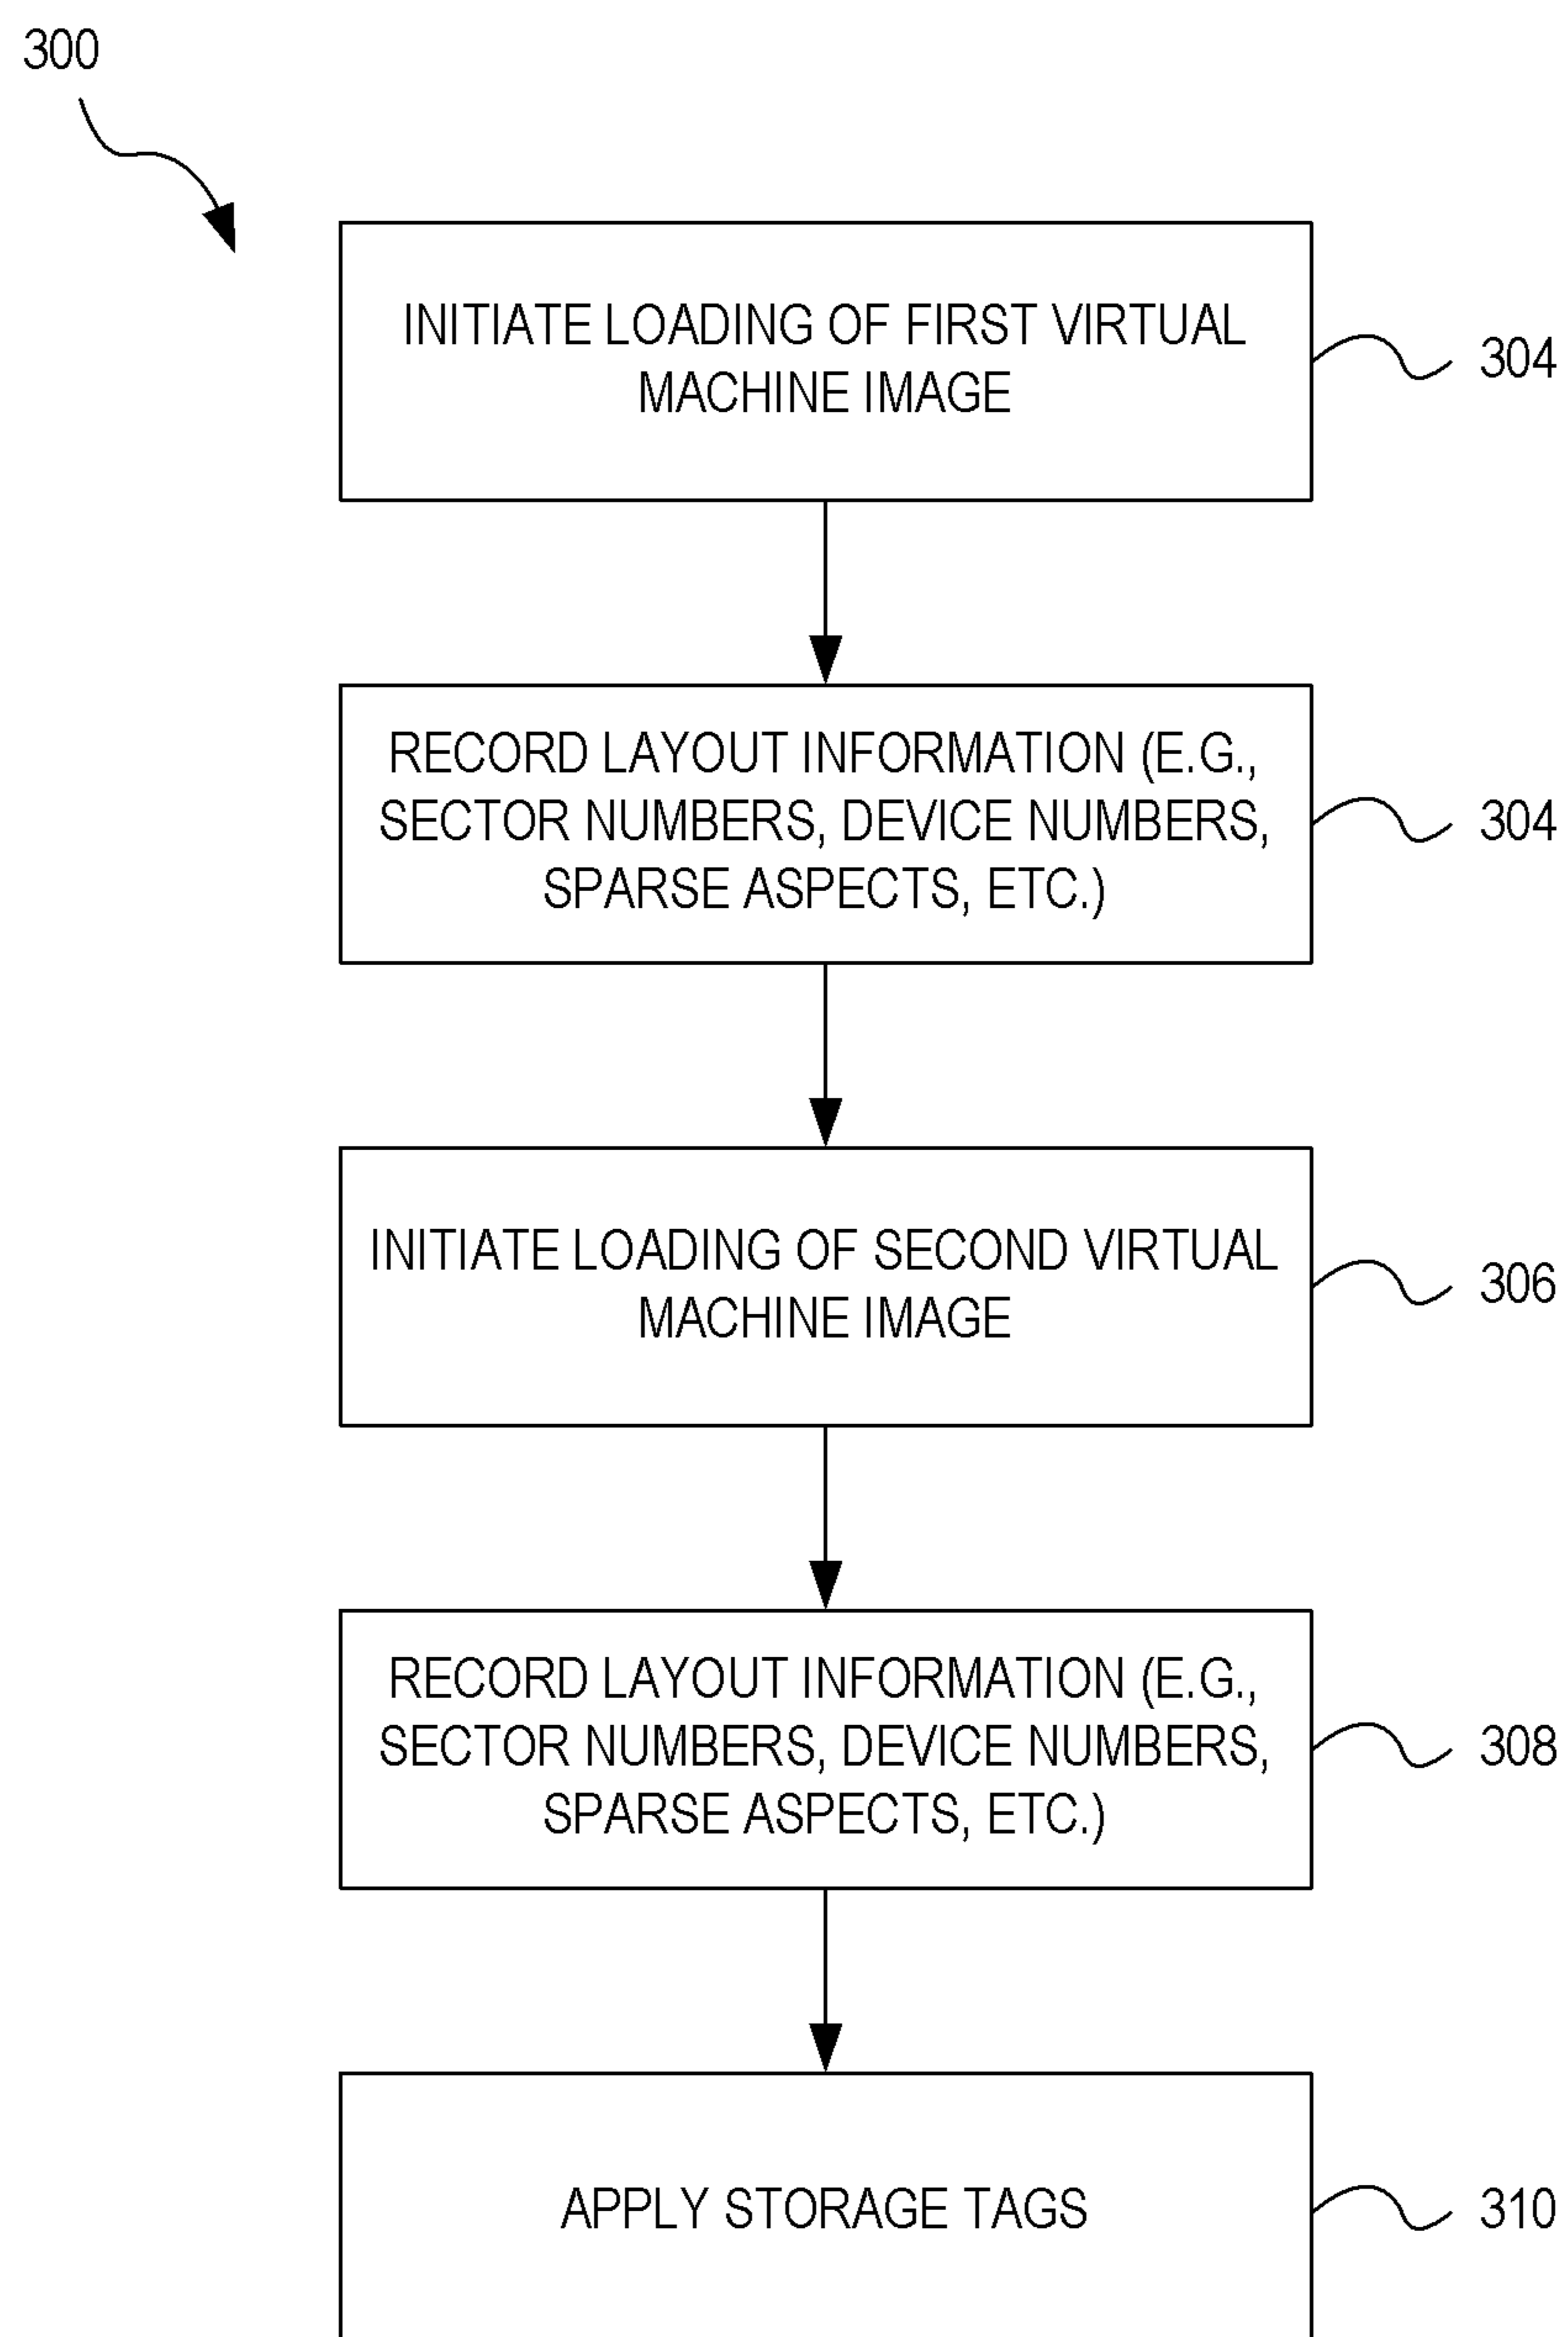 300
INITIATE LOADING OF FIRST VIRTUAL
MACHINE IMAGE
304
RECORD LAYOUT INFORMATION (E.G.,
SECTOR NUMBERS, DEVICE NUMBERS,
SPARSE ASPECTS, ETC.)
304
INITIATE LOADING OF SECOND VIRTUAL
MACHINE IMAGE
306
RECORD LAYOUT INFORMATION (E.G.,
SECTOR NUMBERS, DEVICE NUMBERS,
SPARSE ASPECTS, ETC.)
308
APPLY STORAGE TAGS
310